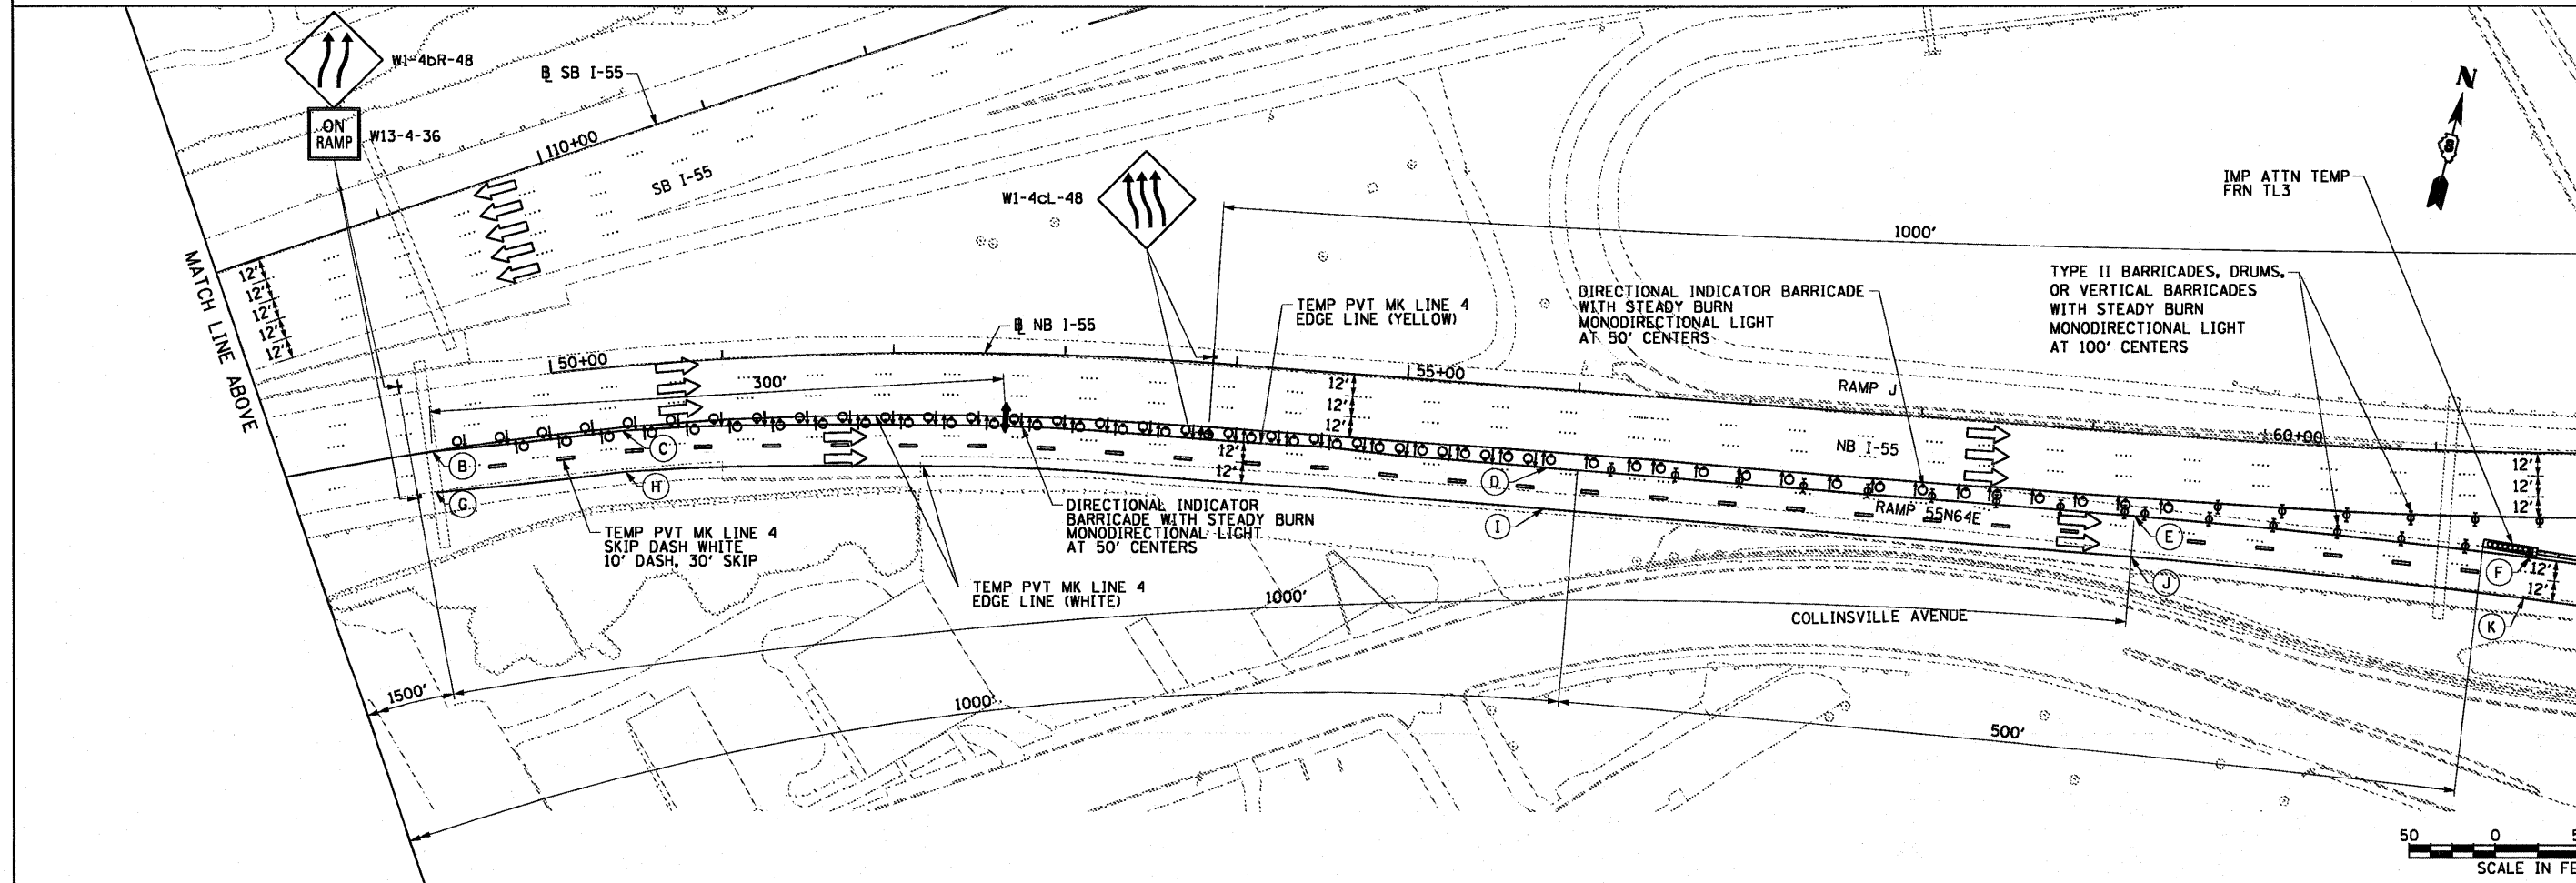 W1-4bR-48
ON
RAMP
W13-4-36
℄ SB I-55
110+00
SB I-55
MATCH LINE ABOVE
12'
12'
12'
12'
12'
50+00
300'
℄ NB I-55
W1-4cL-48
TEMP PVT MK LINE 4
EDGE LINE (YELLOW)
1000'
DIRECTIONAL INDICATOR BARRICADE
WITH STEADY BURN
MONODIRECTIONAL LIGHT
AT 50' CENTERS
TYPE II BARRICADES, DRUMS,
OR VERTICAL BARRICADES
WITH STEADY BURN
MONODIRECTIONAL LIGHT
AT 100' CENTERS
IMP ATTN TEMP
FRN TL3
N
8
12'
12'
12'
55+00
RAMP J
NB I-55
60+00
12'
12'
12'
12'
12'
B
C
G
H
D
I
RAMP 55N64E
E
J
F
K
12'
12'
TEMP PVT MK LINE 4
SKIP DASH WHITE
10' DASH, 30' SKIP
DIRECTIONAL INDICATOR
BARRICADE WITH STEADY BURN
MONODIRECTIONAL LIGHT
AT 50' CENTERS
TEMP PVT MK LINE 4
EDGE LINE (WHITE)
1000'
COLLINSVILLE AVENUE
1500'
1000'
500'
50 0 5
SCALE IN FE